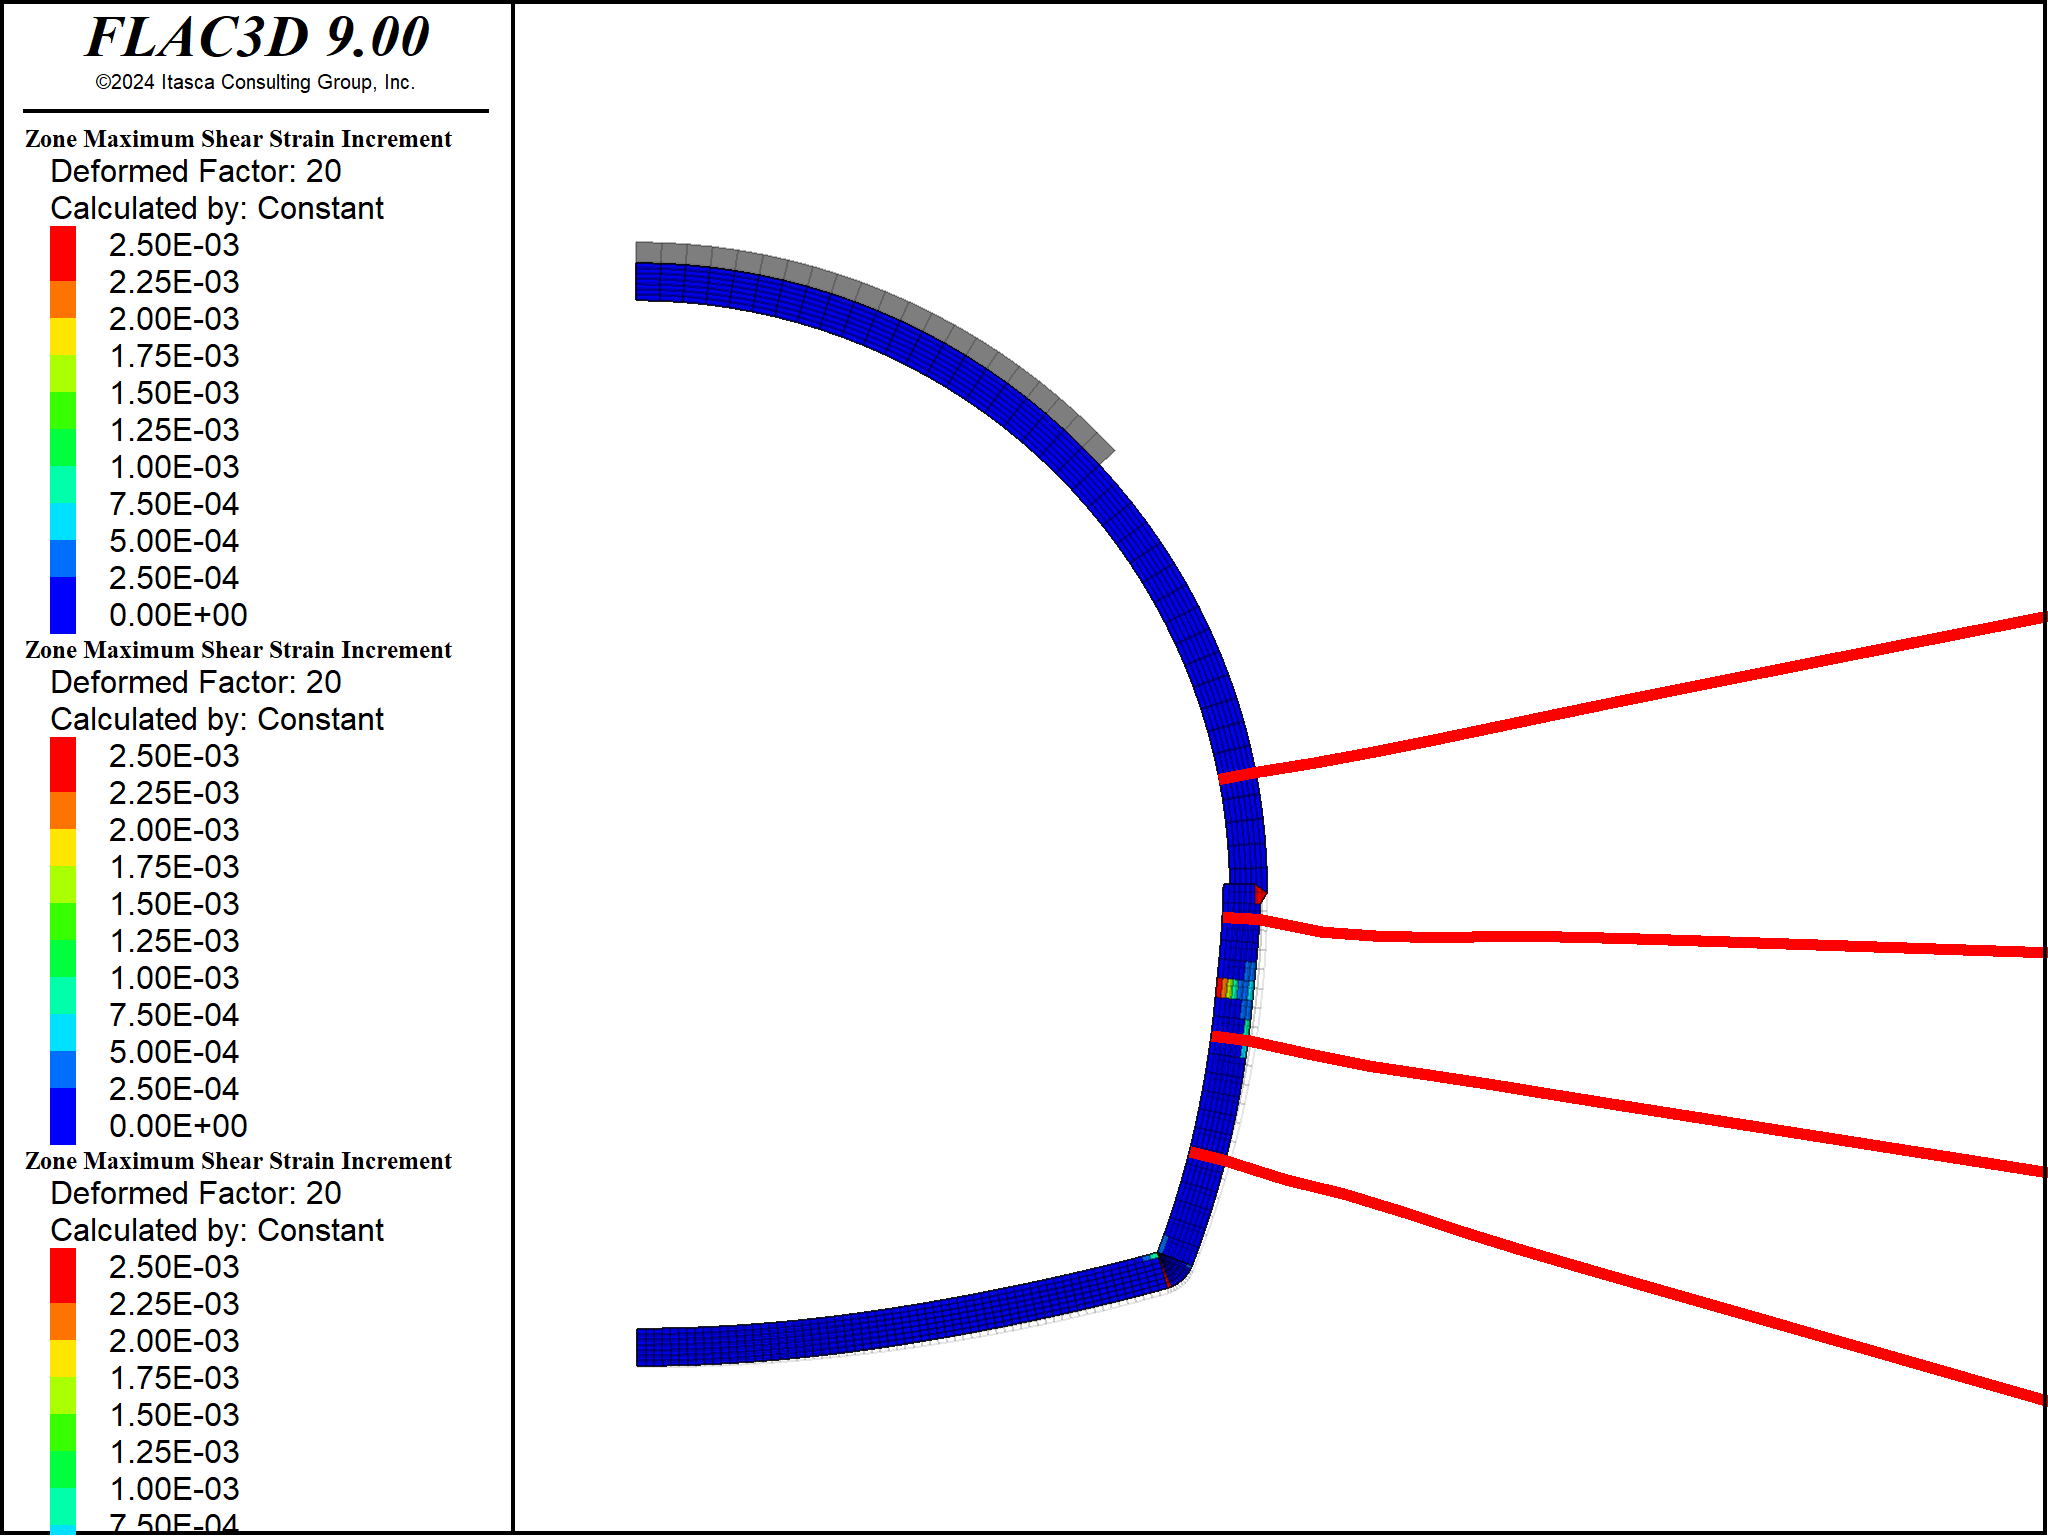 FLAC3D 9.00
©2024 Itasca Consulting Group, Inc.
Zone Maximum Shear Strain Increment
Deformed Factor: 20
Calculated by: Constant
2.50E-03
2.25E-03
2.00E-03
1.75E-03
1.50E-03
1.25E-03
1.00E-03
7.50E-04
5.00E-04
2.50E-04
0.00E+00
Zone Maximum Shear Strain Increment
Deformed Factor: 20
Calculated by: Constant
2.50E-03
2.25E-03
2.00E-03
1.75E-03
1.50E-03
1.25E-03
1.00E-03
7.50E-04
5.00E-04
2.50E-04
0.00E+00
Zone Maximum Shear Strain Increment
Deformed Factor: 20
Calculated by: Constant
2.50E-03
2.25E-03
2.00E-03
1.75E-03
1.50E-03
1.25E-03
1.00E-03
7.50E-04